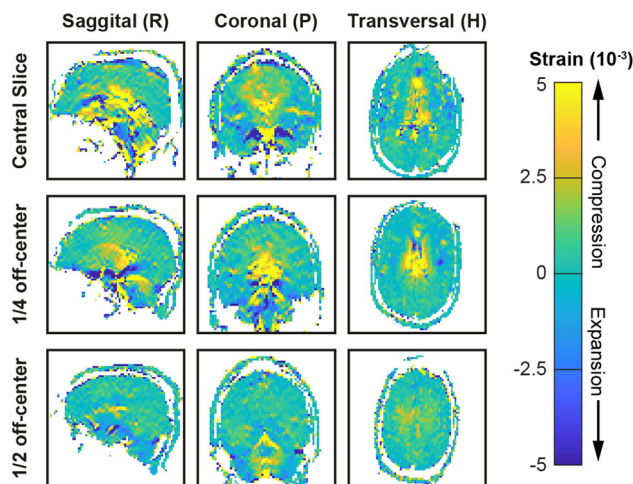 Saggital (R) Coronal (P) Transversal (H)
Strain (10-3)
Central Slice
1/4 off-center
1/2 off-center
5
2.5
0
-2.5
-5
Compression
Expansion